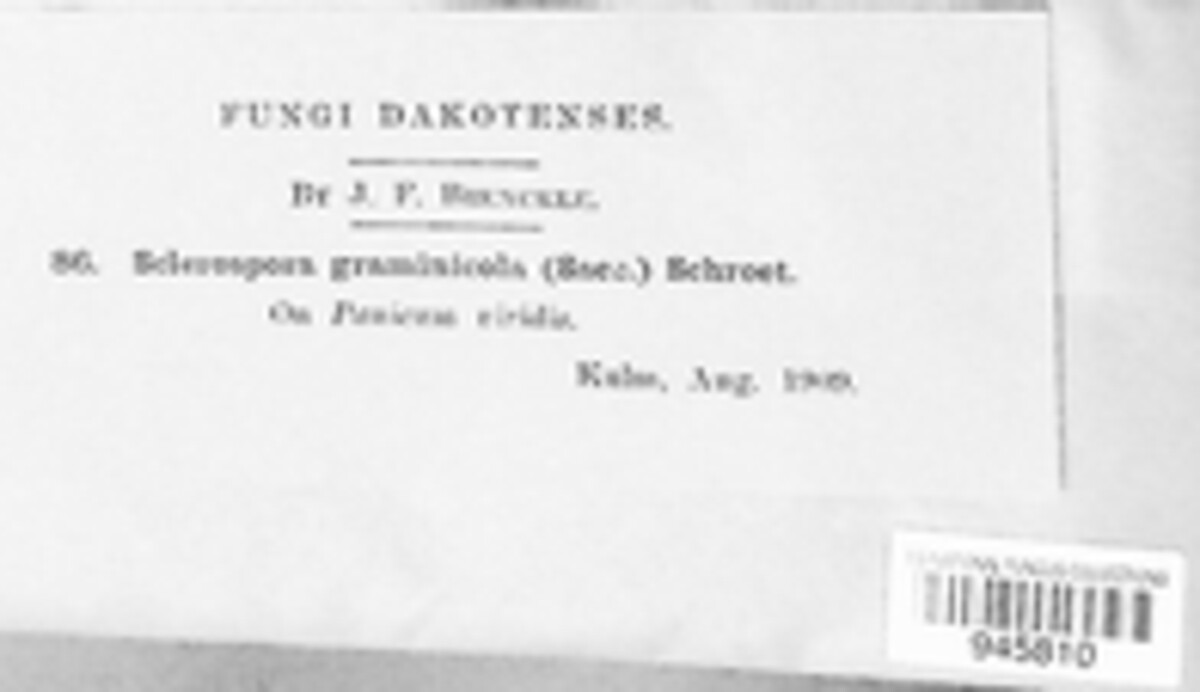 FUNGI DAKOTENSES.
BY J. F. BRENCKLE.
86. Sclerospora graminicola (Sacc.) Schroet.
On Panicum viridis.
Kulm, Aug. 1909.
945810